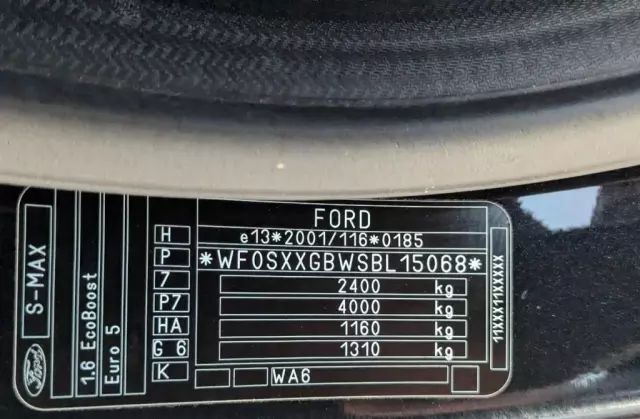 FORD
e13*2001/116*0185
*WF0SXXGBWSBL15068*
2400 kg
4000 kg
1160 kg
1310 kg
WA6
H
P
7
P7
HA
G 6
K
S-MAX
1.6 EcoBoost
Euro 5
Ford
11XXX11XXXXX